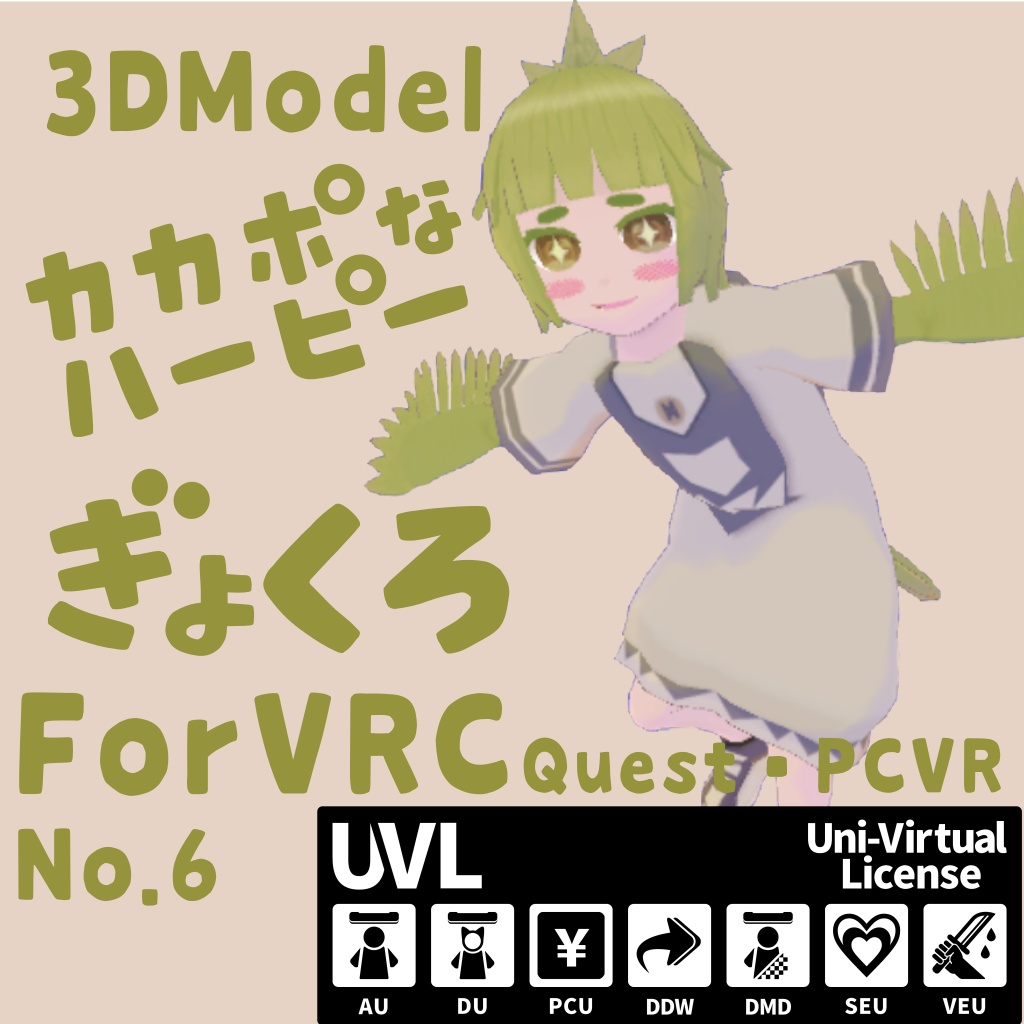 3DModel
カカポな
ハーピー
ぎょくろ
ForVRC Quest・PCVR
No.6
UVL
Uni-Virtual
License
¥
AU DU PCU DDW DMD SEU VEU